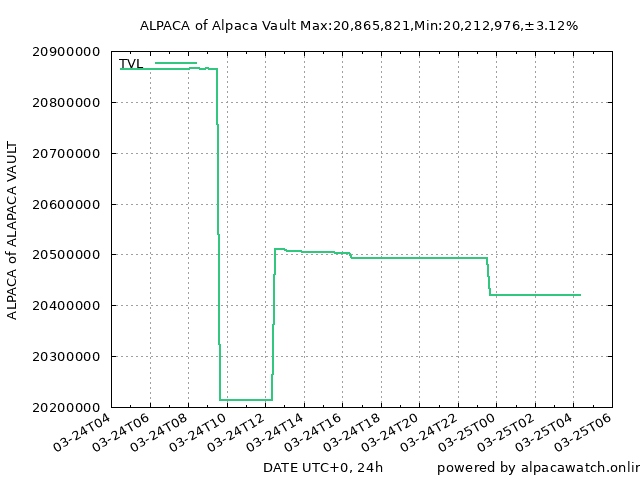 ALPACA of Alpaca Vault Max:20,865,821,Min:20,212,976,±3.12%
TVL
20900000
20800000
20700000
20600000
20500000
20400000
20300000
20200000
ALPACA of ALAPACA VAULT
03-24T04
03-24T06
03-24T08
03-24T10
03-24T12
03-24T14
03-24T16
03-24T18
03-24T20
03-24T22
03-25T00
03-25T02
03-25T04
03-25T06
DATE UTC+0, 24h
powered by alpacawatch.onlin